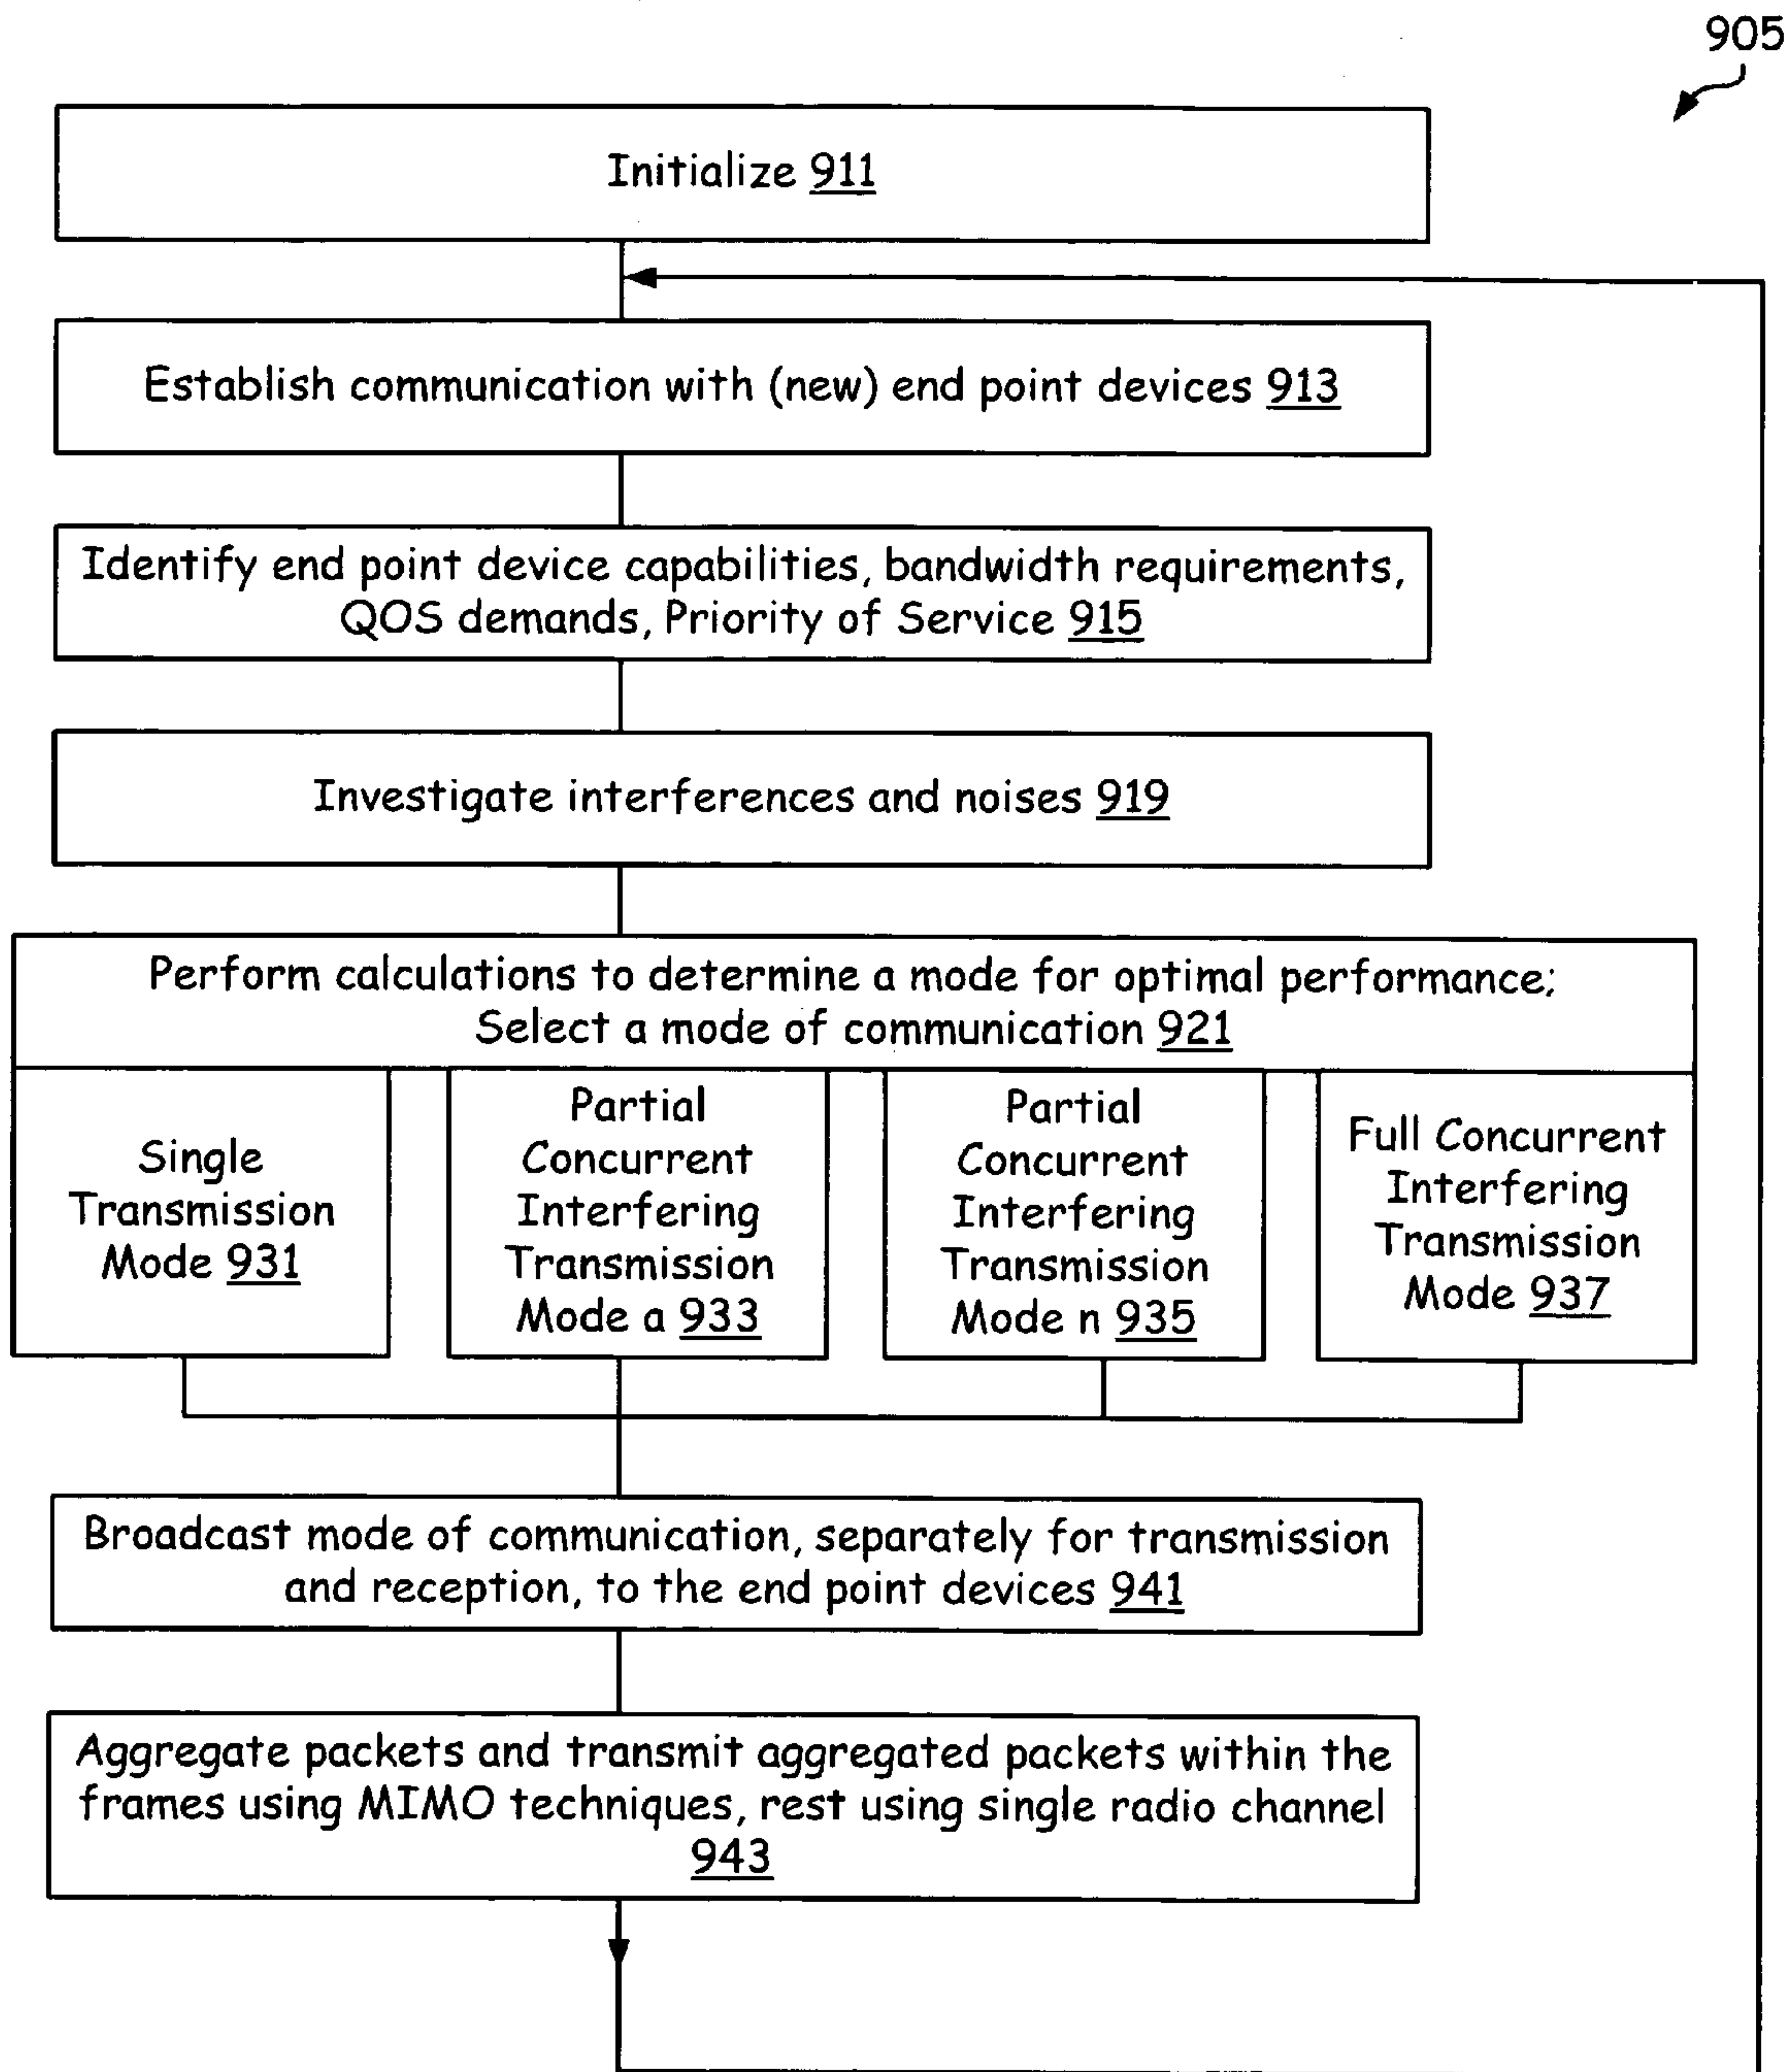 905
Initialize 911
Establish communication with (new) end point devices 913
Identify end point device capabilities, bandwidth requirements,
QOS demands, Priority of Service 915
Investigate interferences and noises 919
Perform calculations to determine a mode for optimal performance;
Select a mode of communication 921
Single
Transmission
Mode 931
Partial
Concurrent
Interfering
Transmission
Mode a 933
Partial
Concurrent
Interfering
Transmission
Mode n 935
Full Concurrent
Interfering
Transmission
Mode 937
Broadcast mode of communication, separately for transmission
and reception, to the end point devices 941
Aggregate packets and transmit aggregated packets within the
frames using MIMO techniques, rest using single radio channel
943